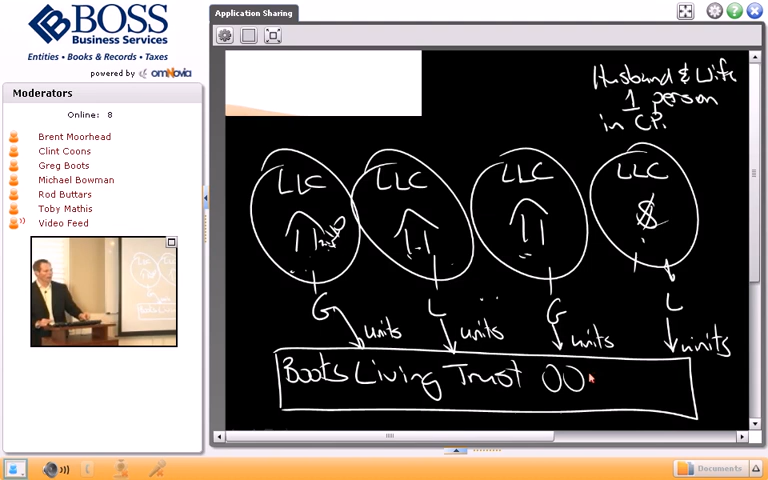 BOSS
Business Services
Entities • Books & Records • Taxes
powered by omNovia
Moderators
Online: 8
Brent Moorhead
Clint Coons
Greg Boots
Michael Bowman
Rod Buttars
Toby Mathis
Video Feed
Application Sharing
Husband & Wife
1 person
in CP.
LLC LLC LLC LLC
$
G L G L
units units units units
Boots Living Trust 00
Documents